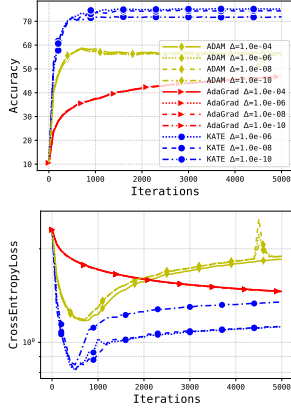 70
60
50
40
30
20
10
Accuracy
ADAM Δ=1.0e-04
ADAM Δ=1.0e-06
ADAM Δ=1.0e-08
ADAM Δ=1.0e-10
AdaGrad Δ=1.0e-04
AdaGrad Δ=1.0e-06
AdaGrad Δ=1.0e-08
AdaGrad Δ=1.0e-10
KATE Δ=1.0e-06
KATE Δ=1.0e-08
KATE Δ=1.0e-10
0 1000 2000 3000 4000 5000
Iterations
CrossEntropyLoss
10⁰
0 1000 2000 3000 4000 5000
Iterations